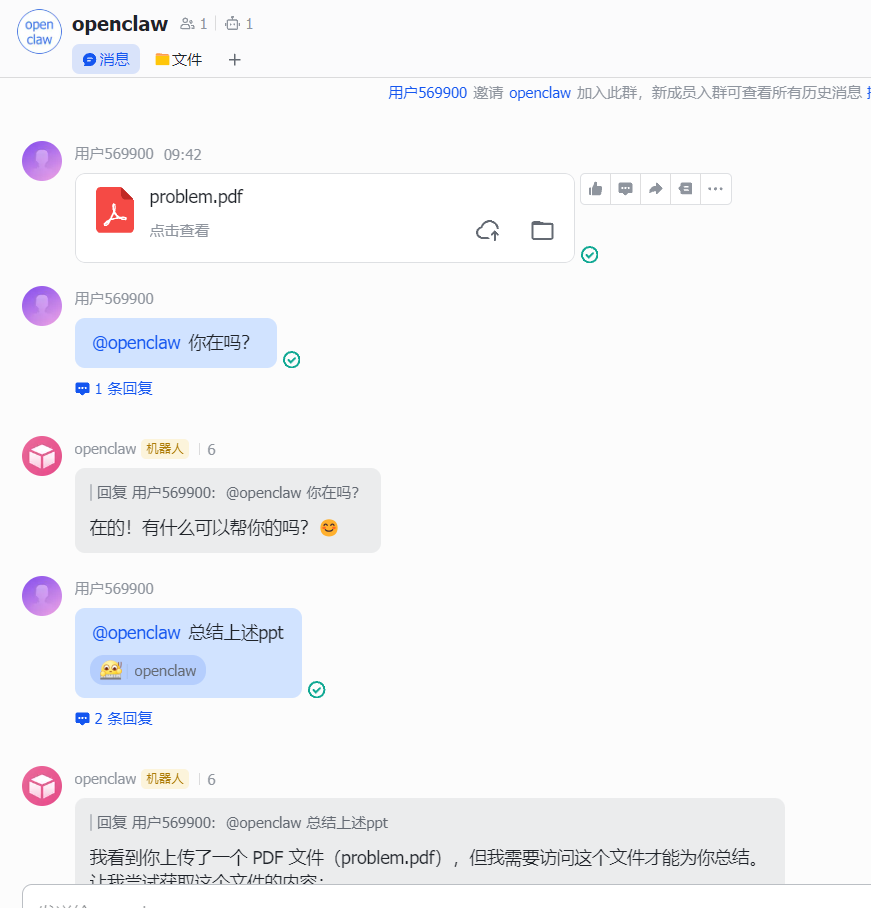 open
claw
openclaw 1 1
消息 文件 +
用户569900 邀请 openclaw 加入此群，新成员入群可查看所有历史消息
用户569900 09:42
problem.pdf
点击查看
用户569900
@openclaw 你在吗？
1 条回复
openclaw 机器人 6
回复 用户569900： @openclaw 你在吗？
在的！有什么可以帮你的吗？😊
用户569900
@openclaw 总结上述ppt
openclaw
2 条回复
openclaw 机器人 6
回复 用户569900： @openclaw 总结上述ppt
我看到你上传了一个 PDF 文件（problem.pdf），但我需要访问这个文件才能为你总结。
让我尝试获取这个文件的内容：